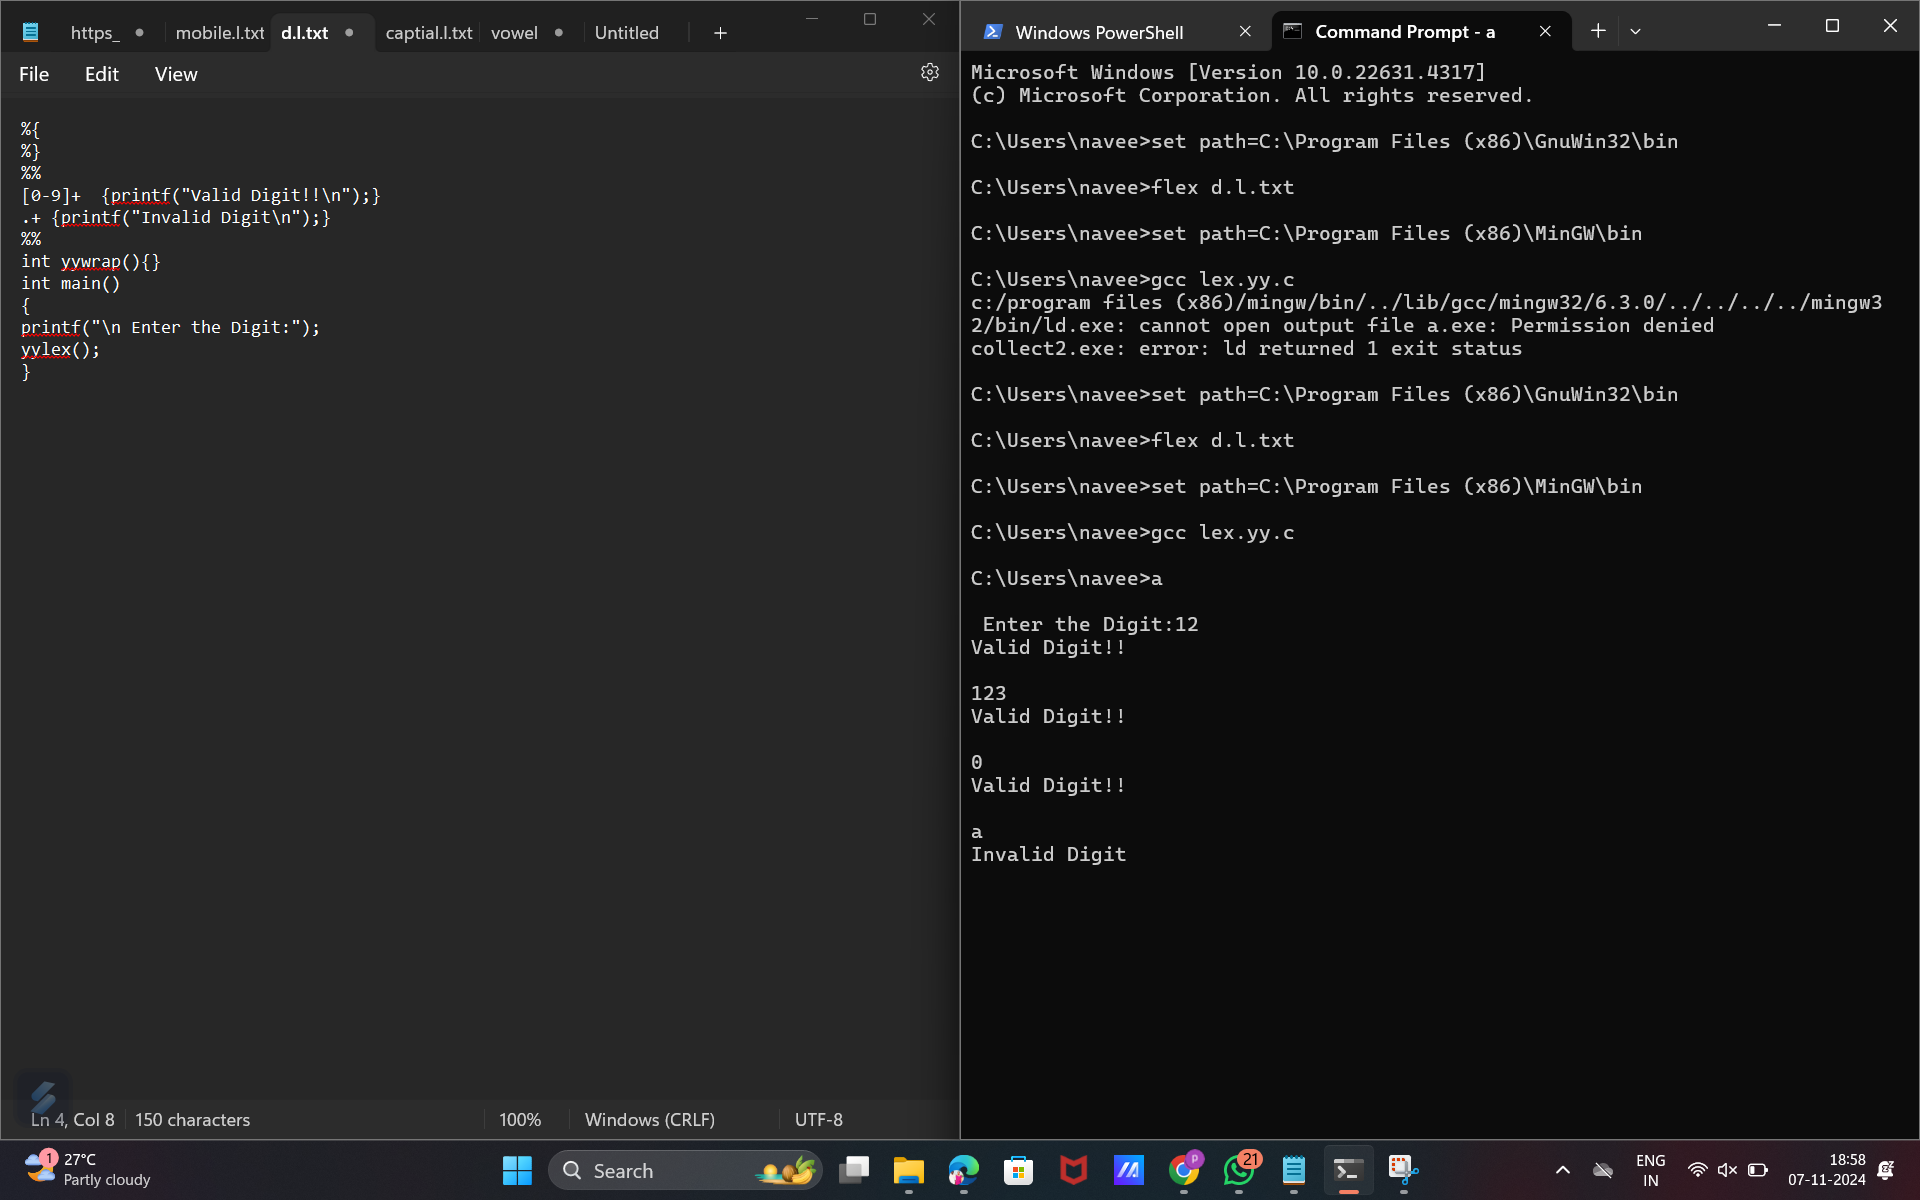 https_
mobile.l.txt
d.l.txt
captial.l.txt
vowel
Untitled
File
Edit
View
%{
%}
%%
[0-9]+  {printf("Valid Digit!!\n");}
.+ {printf("Invalid Digit\n");}
%%
int yywrap(){}
int main()
{
printf("\n Enter the Digit:");
yylex();
}
Ln 4, Col 8
150 characters
100%
Windows (CRLF)
UTF-8
Windows PowerShell
Command Prompt - a
Microsoft Windows [Version 10.0.22631.4317]
(c) Microsoft Corporation. All rights reserved.
C:\Users\navee>set path=C:\Program Files (x86)\GnuWin32\bin
C:\Users\navee>flex d.l.txt
C:\Users\navee>set path=C:\Program Files (x86)\MinGW\bin
C:\Users\navee>gcc lex.yy.c
c:/program files (x86)/mingw/bin/../lib/gcc/mingw32/6.3.0/../../../../mingw3
2/bin/ld.exe: cannot open output file a.exe: Permission denied
collect2.exe: error: ld returned 1 exit status
C:\Users\navee>set path=C:\Program Files (x86)\GnuWin32\bin
C:\Users\navee>flex d.l.txt
C:\Users\navee>set path=C:\Program Files (x86)\MinGW\bin
C:\Users\navee>gcc lex.yy.c
C:\Users\navee>a
Enter the Digit:12
Valid Digit!!
123
Valid Digit!!
0
Valid Digit!!
a
Invalid Digit
1
27°C
Partly cloudy
Search
P
21
ENG
IN
18:58
07-11-2024